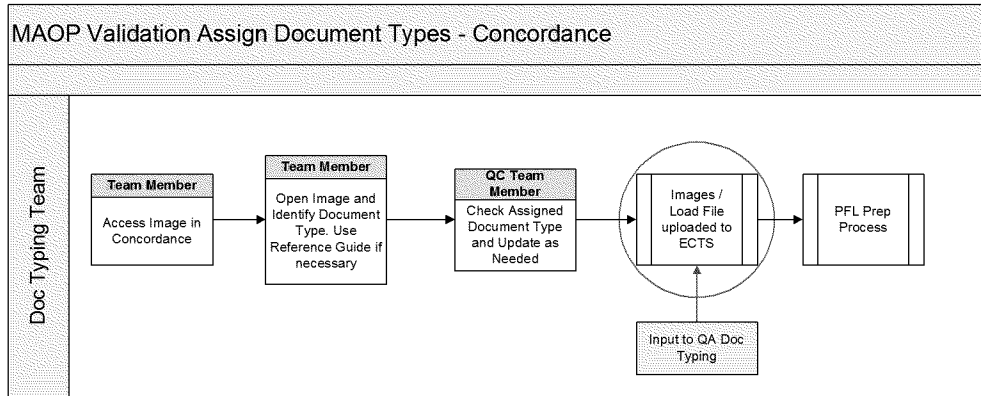 MAOP Validation Assign Document Types - Concordance
Doc Typing Team
Team Member
Access Image in
Concordance
Team Member
Open Image and
Identify Document
Type. Use
Reference Guide if
necessary
QC Team
Member
Check Assigned
Document Type
and Update as
Needed
Images /
Load File
uploaded to
ECTS
PFL Prep
Process
Input to QA Doc
Typing